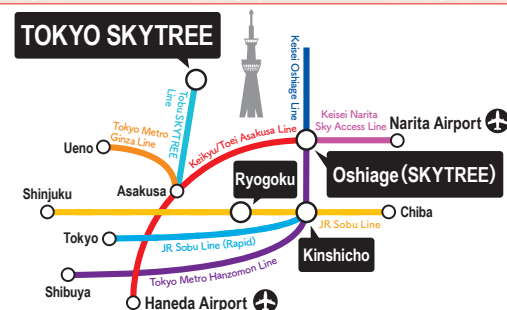 TOKYO SKYTREE
Tobu SKYTREE
Line
Keisei Oshiage Line
Tokyo Metro
Ginza Line
Keikyu/Toei Asakusa Line
Keisei Narita
Sky Access Line
Narita Airport
Ueno
Oshiage (SKYTREE)
Ryogoku
Asakusa
Shinjuku
JR Sobu Line
Chiba
Tokyo
JR Sobu Line (Rapid)
Kinshicho
Tokyo Metro Hanzomon Line
Shibuya
Haneda Airport